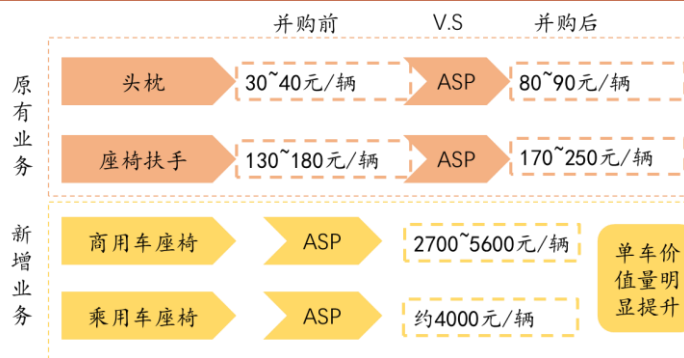 并购前 V.S 并购后
原有业务
头枕 30~40元/辆 ASP 80~90元/辆
座椅扶手 130~180元/辆 ASP 170~250元/辆
新增业务
商用车座椅 ASP 2700~5600元/辆
乘用车座椅 ASP 约4000元/辆
单车价
值量明
显提升